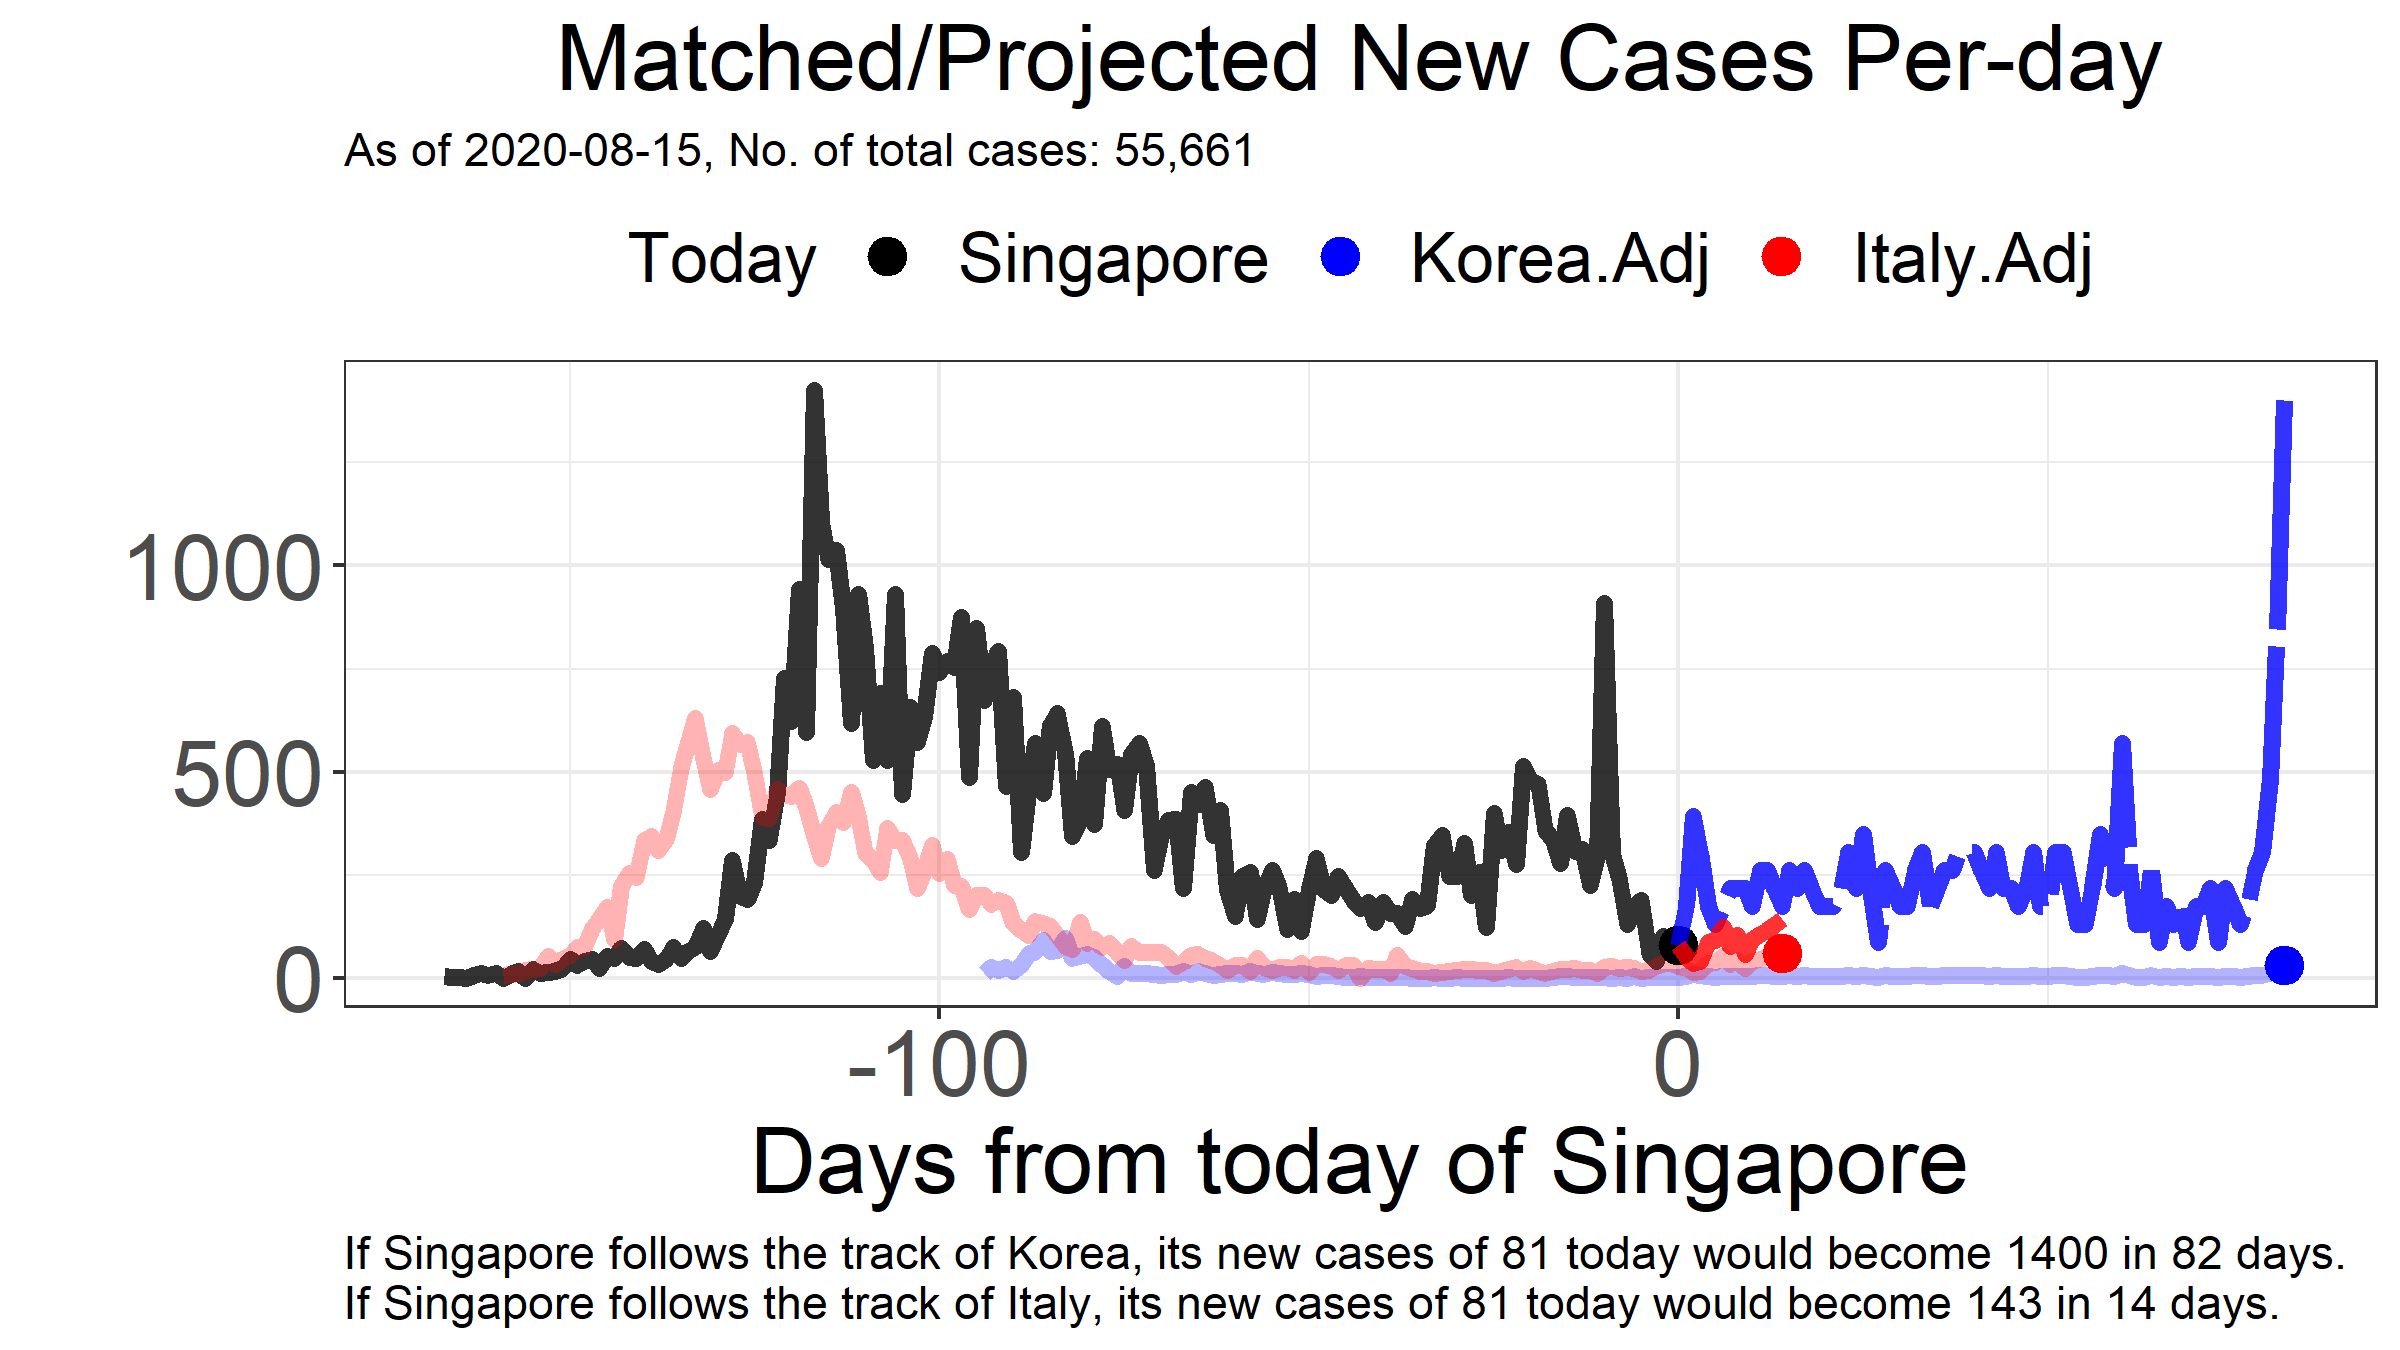 Matched/Projected New Cases Per-day
As of 2020-08-15, No. of total cases: 55,661
Today Singapore Korea.Adj Italy.Adj
1000
500
0
-100 0
Days from today of Singapore
If Singapore follows the track of Korea, its new cases of 81 today would become 1400 in 82 days.
If Singapore follows the track of Italy, its new cases of 81 today would become 143 in 14 days.